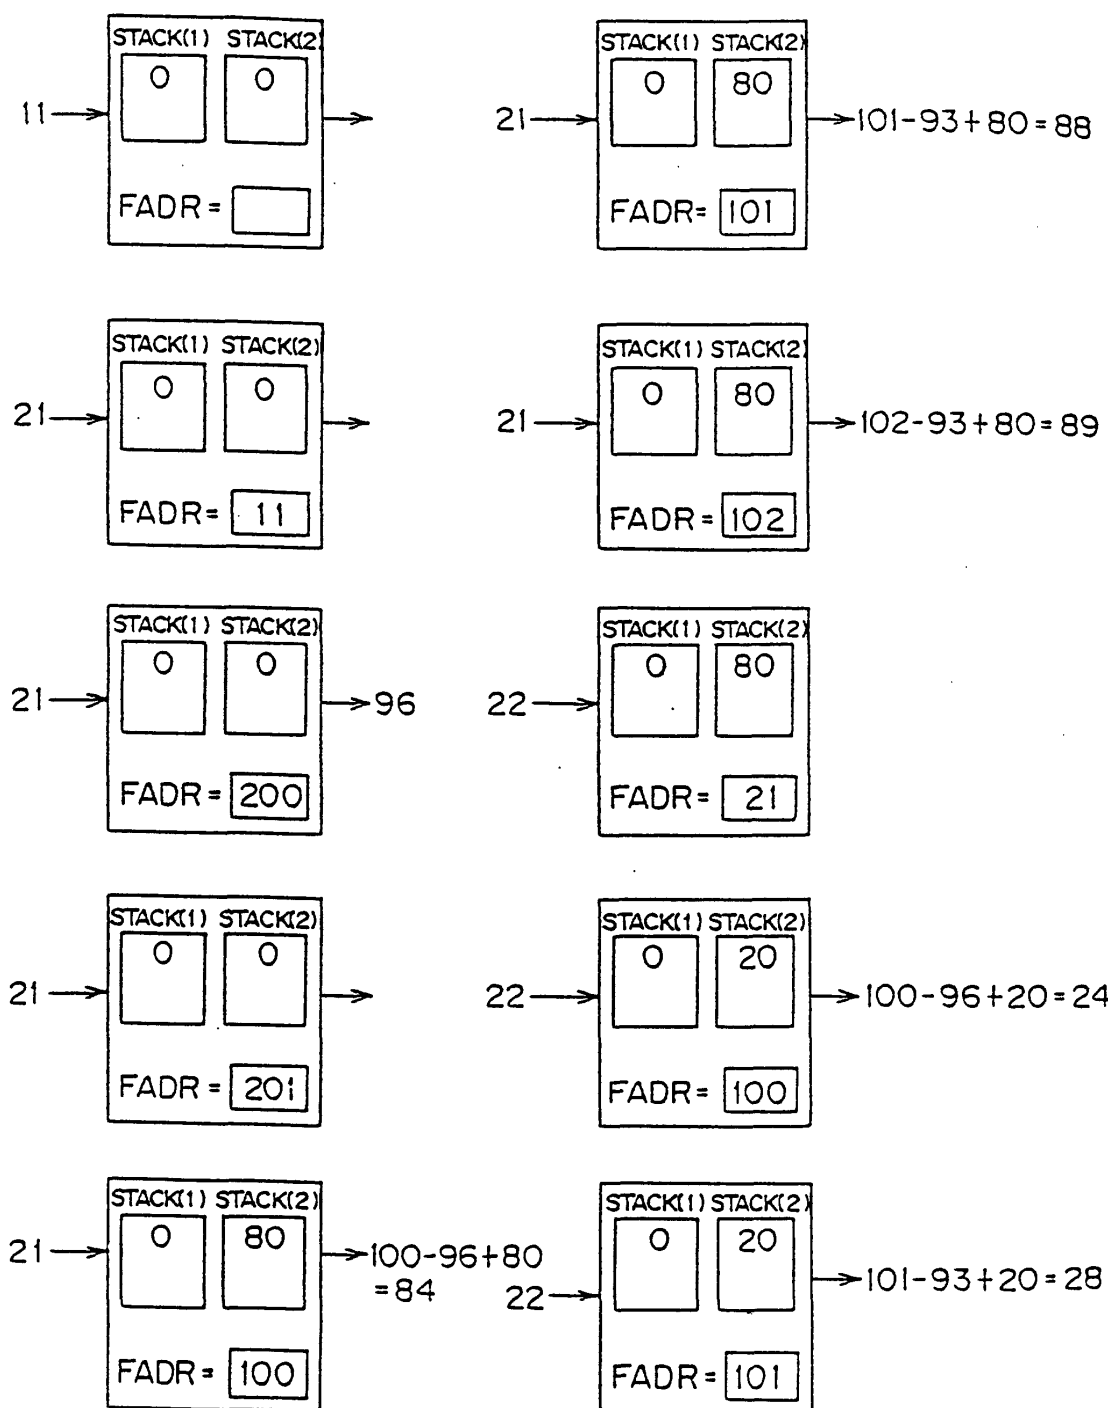 STACK(1) STACK(2)
0 0
11
FADR =
STACK(1) STACK(2)
0 0
21
FADR = 11
STACK(1) STACK(2)
0 0
21 96
FADR = 200
STACK(1) STACK(2)
0 0
21
FADR = 201
STACK(1) STACK(2)
0 80
21 100-96+80
=84
FADR = 100
STACK(1) STACK(2)
0 80
21 101-93+80=88
FADR= 101
STACK(1) STACK(2)
0 80
21 102-93+80=89
FADR= 102
STACK(1) STACK(2)
0 80
22
FADR= 21
STACK(1) STACK(2)
0 20
22 100-96+20=24
FADR= 100
STACK(1) STACK(2)
0 20
22 101-93+20=28
FADR= 101